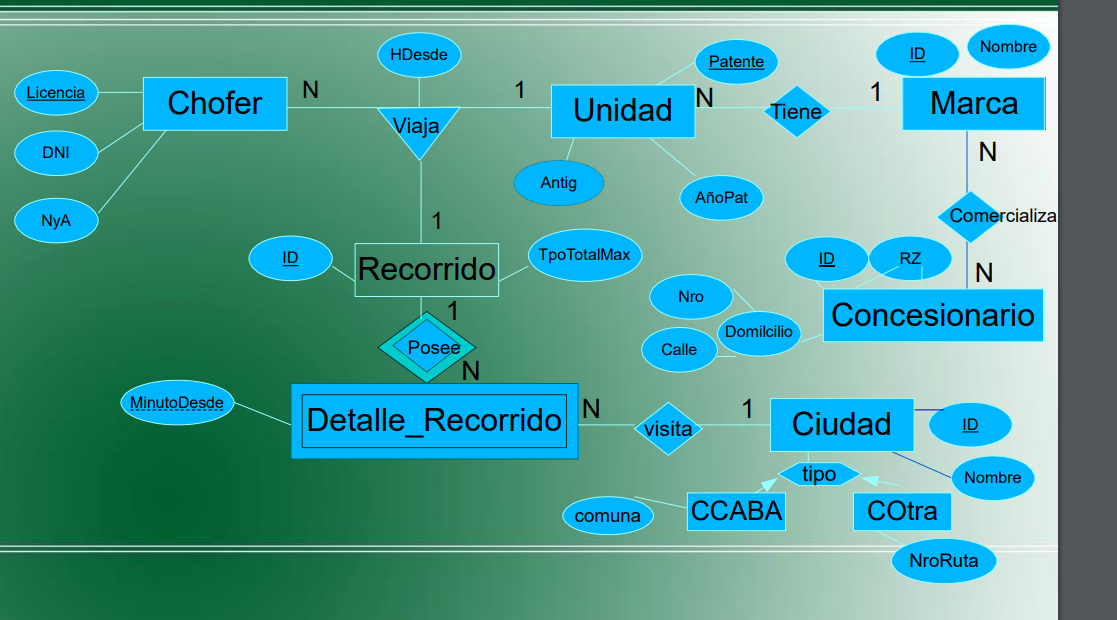 HDesde
ID
Nombre
Licencia
Chofer
N
1
Patente
Unidad
N
Tiene
1
Marca
Viaja
DNI
N
Antig
AñoPat
NyA
1
Comercializa
ID
Recorrido
TpoTotalMax
ID
RZ
N
Nro
Concesionario
1
Domilcilio
Posee
Calle
N
MinutoDesde
Detalle_Recorrido
N
visita
1
Ciudad
ID
tipo
Nombre
comuna
CCABA
COtra
NroRuta